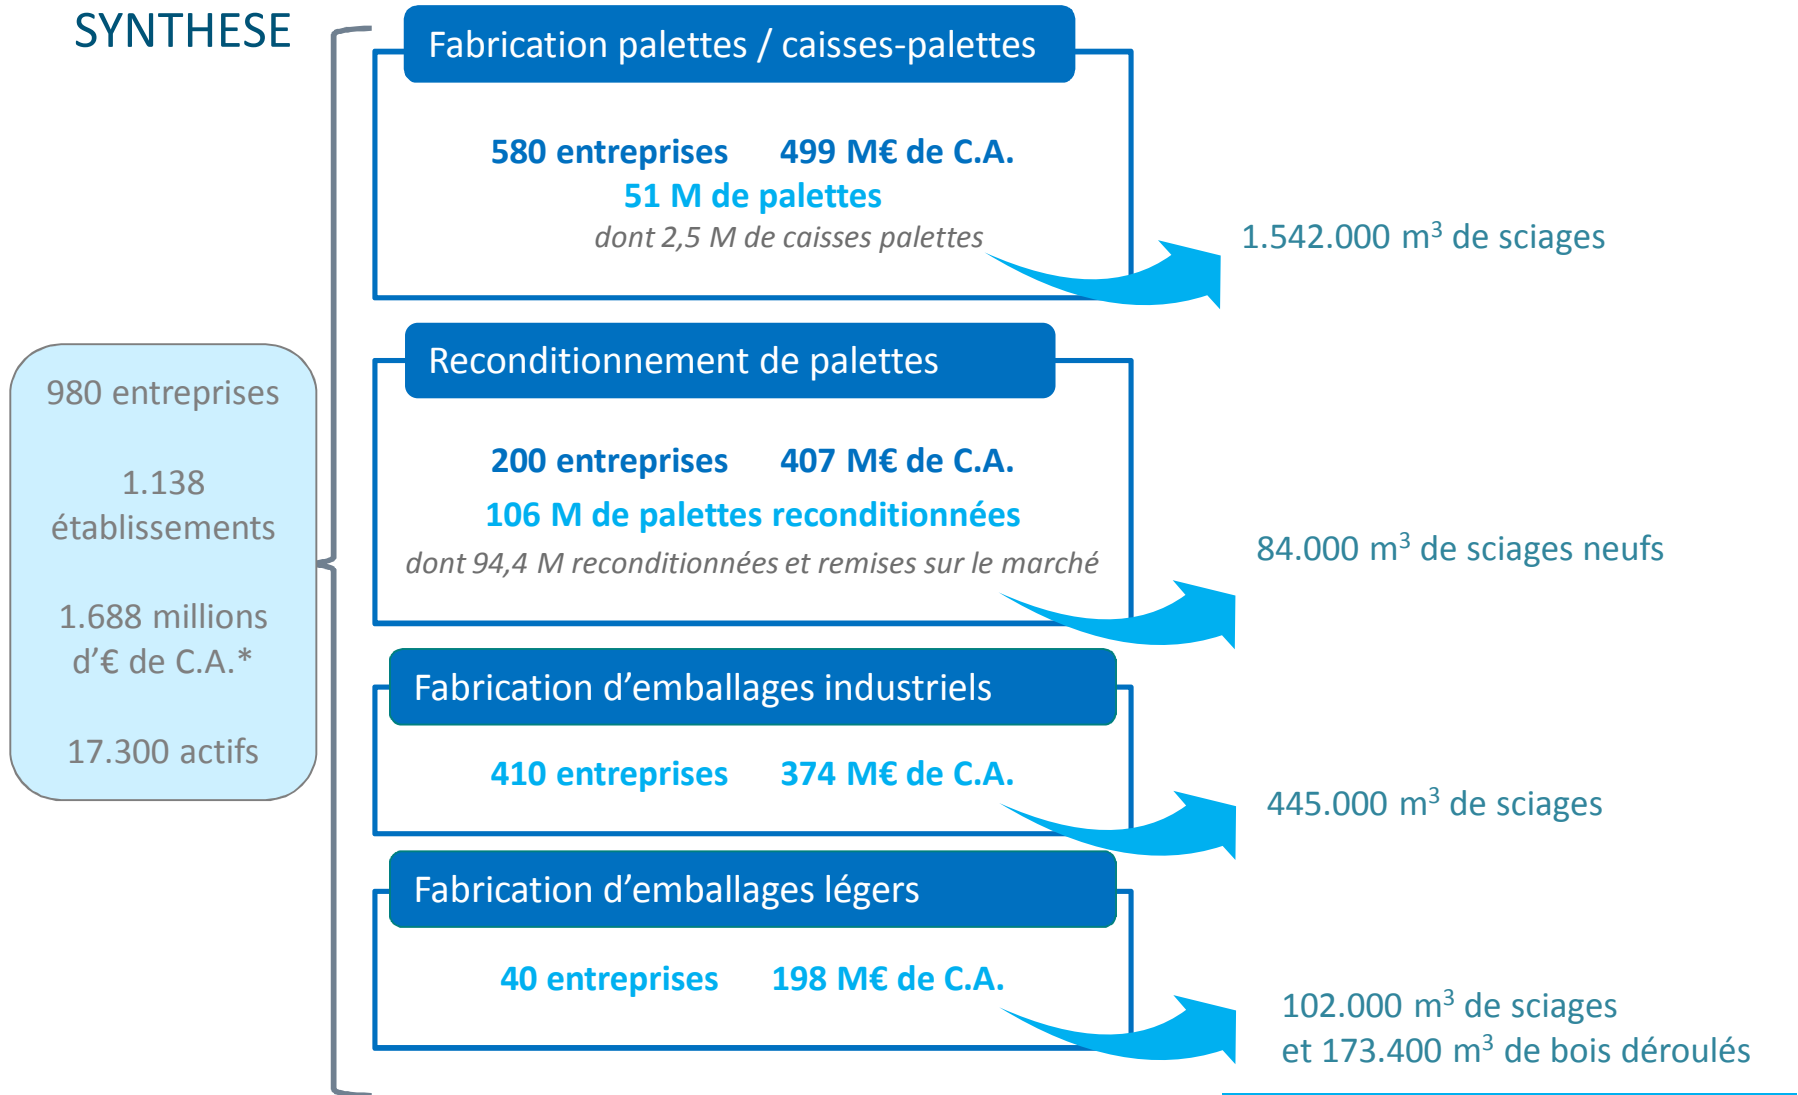 SYNTHESE
980 entreprises
1.138
établissements
1.688 millions
d’€ de C.A.*
17.300 actifs
Fabrication palettes / caisses-palettes
580 entreprises 499 M€ de C.A.
51 M de palettes
dont 2,5 M de caisses palettes
1.542.000 m³ de sciages
Reconditionnement de palettes
200 entreprises 407 M€ de C.A.
106 M de palettes reconditionnées
dont 94,4 M reconditionnées et remises sur le marché
84.000 m³ de sciages neufs
Fabrication d’emballages industriels
410 entreprises 374 M€ de C.A.
445.000 m³ de sciages
Fabrication d’emballages légers
40 entreprises 198 M€ de C.A.
102.000 m³ de sciages
et 173.400 m³ de bois déroulés